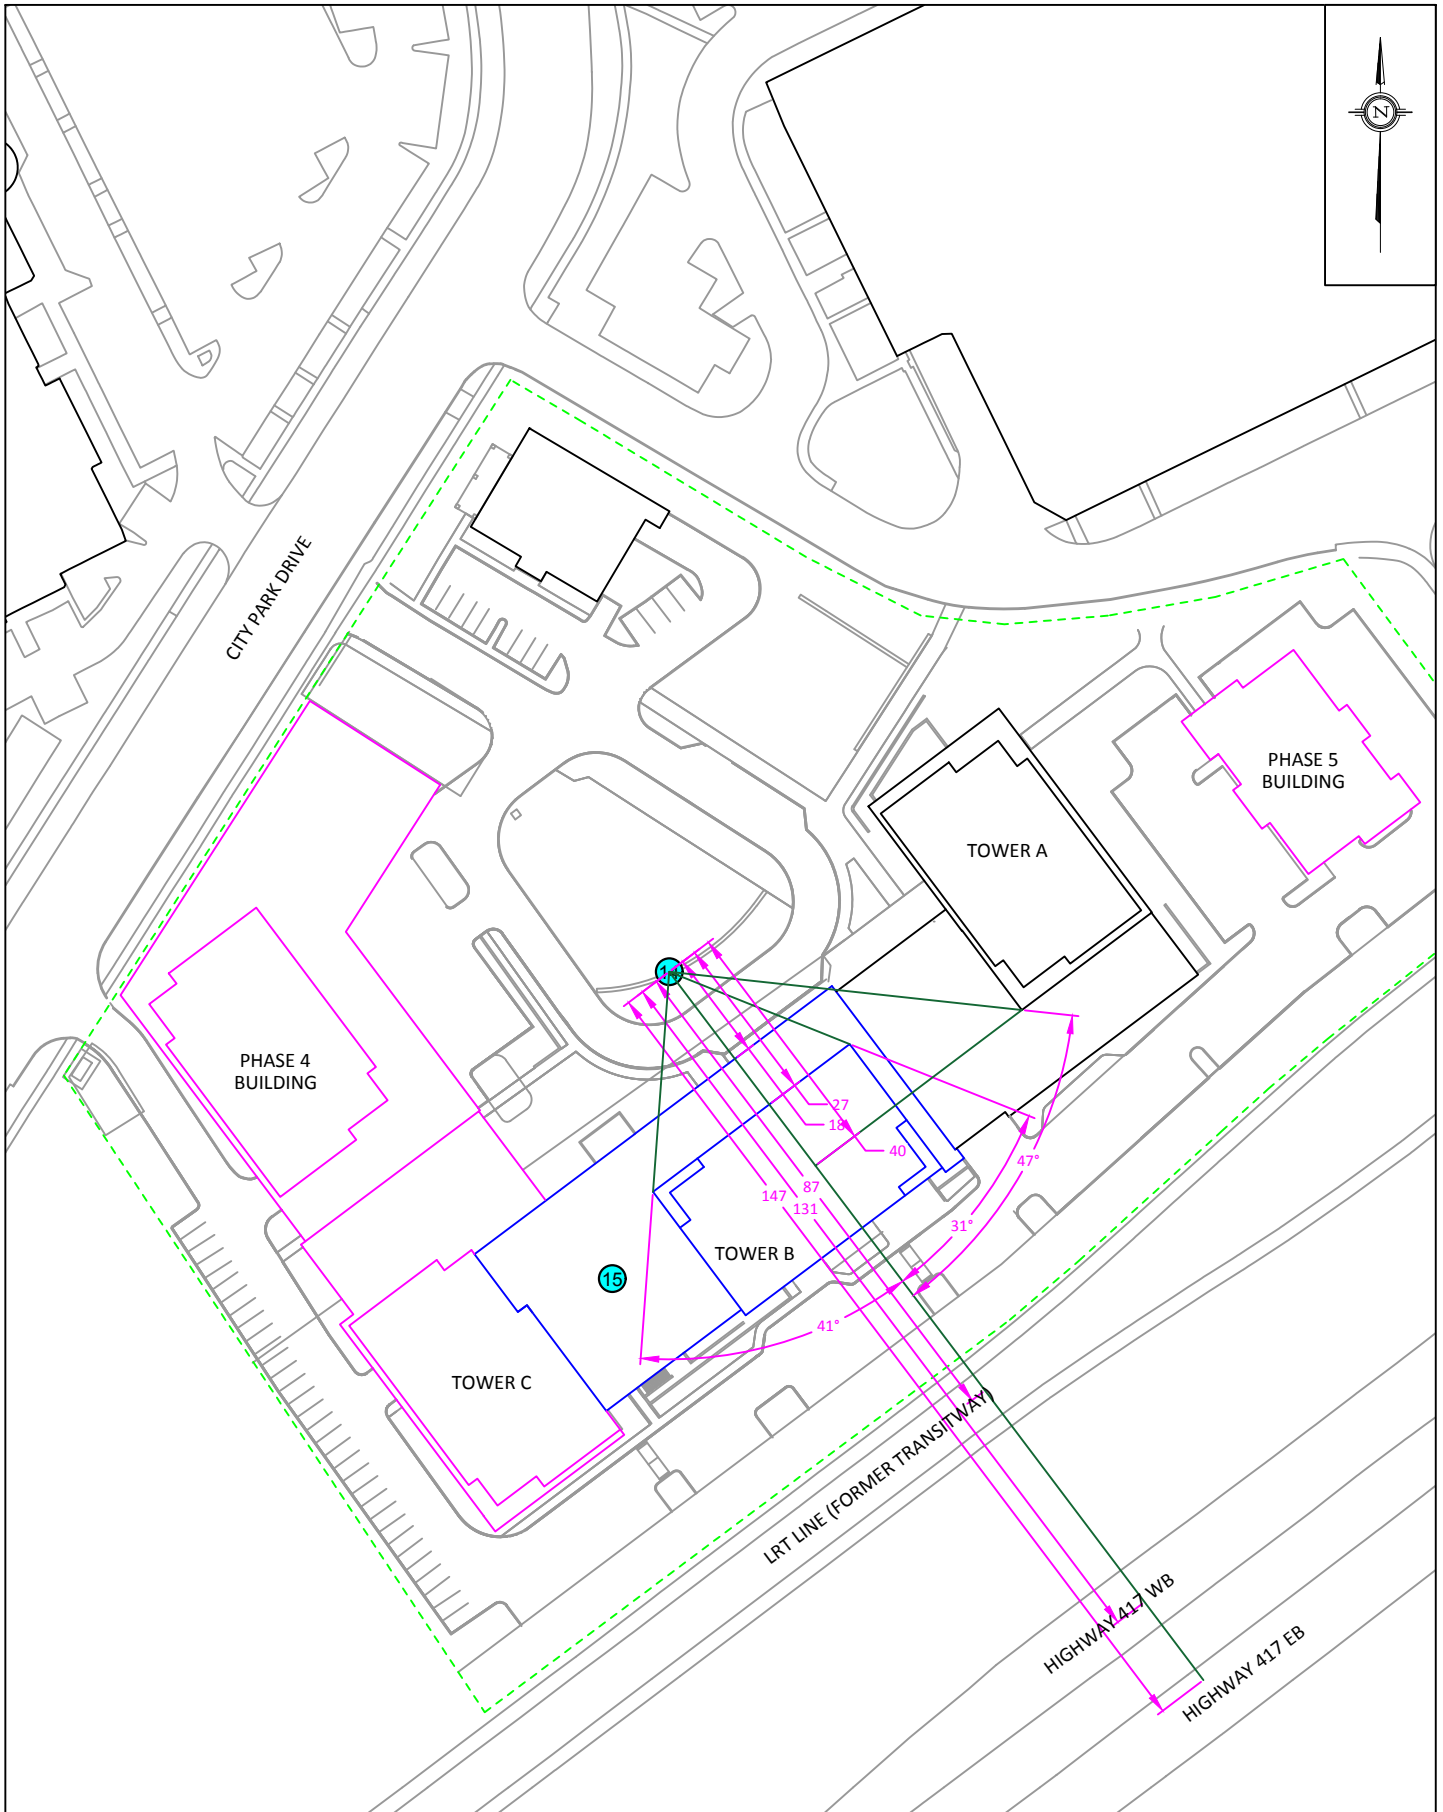 N
CITY PARK DRIVE
PHASE 5
BUILDING
TOWER A
14
PHASE 4
BUILDING
27
18
40
47°
87
147
131
31°
TOWER B
15
41°
TOWER C
LRT LINE (FORMER TRANSITWAY)
HIGHWAY 417 WB
HIGHWAY 417 EB